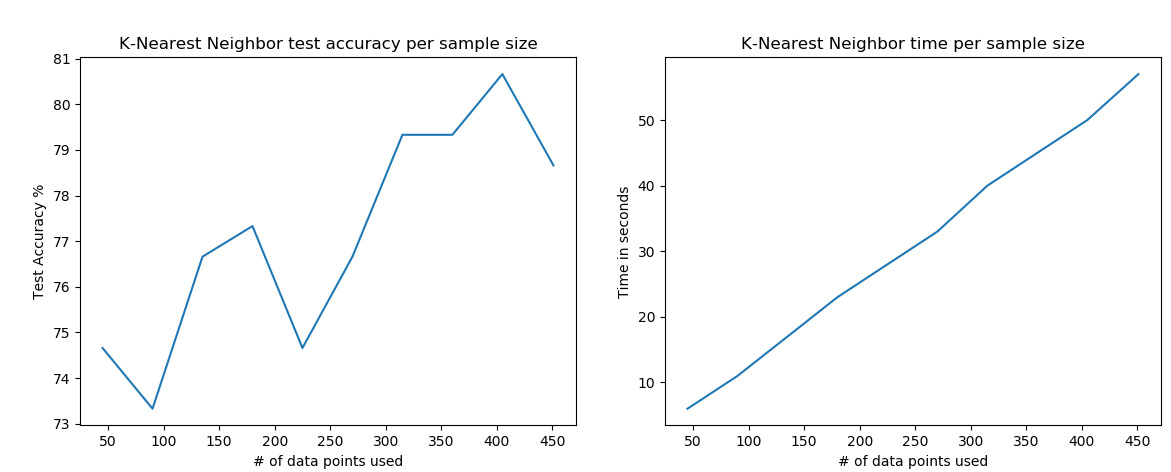 K-Nearest Neighbor test accuracy per sample size
81
80
79
78
77
76
75
74
73
Test Accuracy %
50 100 150 200 250 300 350 400 450
# of data points used
K-Nearest Neighbor time per sample size
50
40
30
20
10
Time in seconds
50 100 150 200 250 300 350 400 450
# of data points used